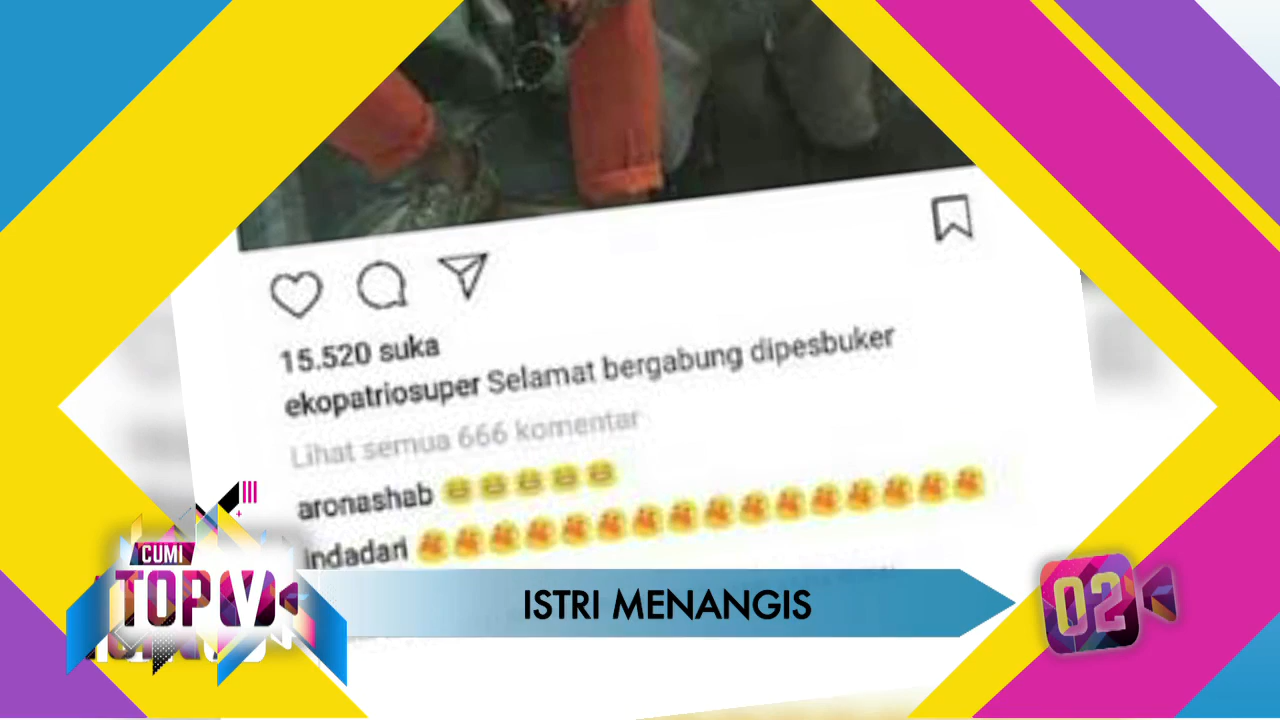 15.520 suka
ekopatriosuper Selamat bergabung dipesbuker
Lihat semua 666 komentar
aronashab
indadari
CUMI
TOP V
ISTRI MENANGIS
02